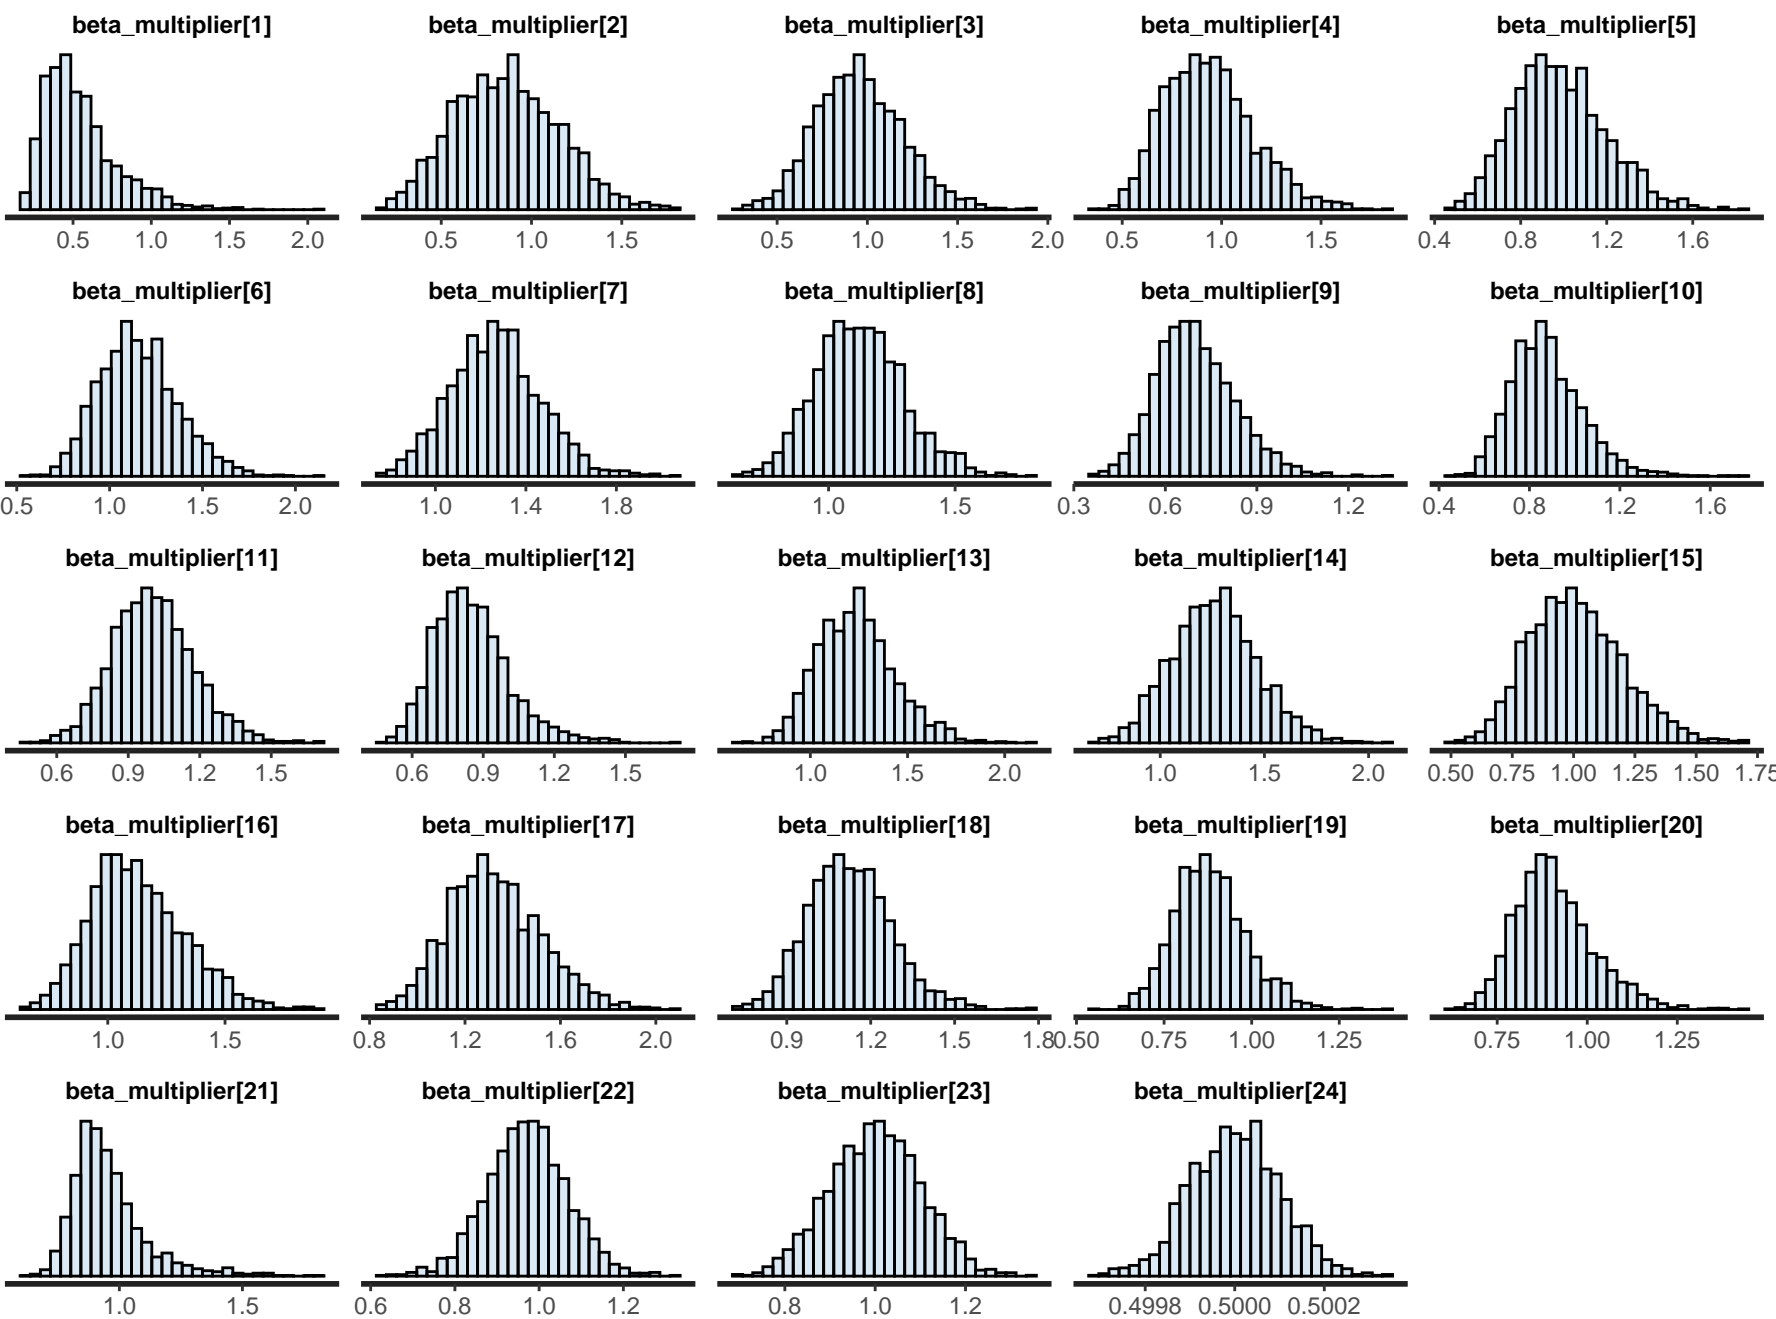 beta_multiplier[1] beta_multiplier[2] beta_multiplier[3] beta_multiplier[4] beta_multiplier[5]
0.5 1.0 1.5 2.0 0.5 1.0 1.5 0.5 1.0 1.5 2.0 0.5 1.0 1.5 0.4 0.8 1.2 1.6
beta_multiplier[6] beta_multiplier[7] beta_multiplier[8] beta_multiplier[9] beta_multiplier[10]
0.5 1.0 1.5 2.0 1.0 1.4 1.8 1.0 1.5 0.3 0.6 0.9 1.2 0.4 0.8 1.2 1.6
beta_multiplier[11] beta_multiplier[12] beta_multiplier[13] beta_multiplier[14] beta_multiplier[15]
0.6 0.9 1.2 1.5 0.6 0.9 1.2 1.5 1.0 1.5 2.0 1.0 1.5 2.0 0.50 0.75 1.00 1.25 1.50 1.75
beta_multiplier[16] beta_multiplier[17] beta_multiplier[18] beta_multiplier[19] beta_multiplier[20]
1.0 1.5 0.8 1.2 1.6 2.0 0.9 1.2 1.5 1.8 0.50 0.75 1.00 1.25 0.75 1.00 1.25
beta_multiplier[21] beta_multiplier[22] beta_multiplier[23] beta_multiplier[24]
1.0 1.5 0.6 0.8 1.0 1.2 0.8 1.0 1.2 0.4998 0.5000 0.5002